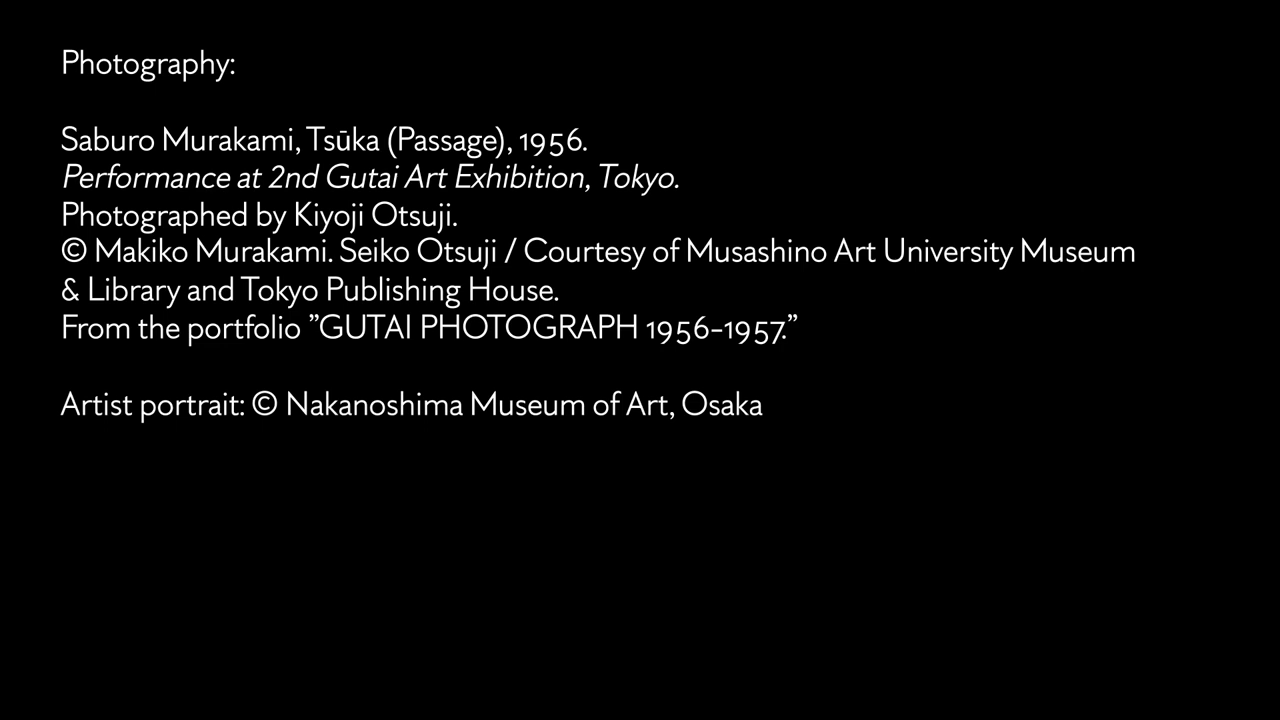 Photography:
Saburo Murakami, Tsūka (Passage), 1956.
Performance at 2nd Gutai Art Exhibition, Tokyo.
Photographed by Kiyoji Otsuji.
© Makiko Murakami. Seiko Otsuji / Courtesy of Musashino Art University Museum
& Library and Tokyo Publishing House.
From the portfolio ”GUTAI PHOTOGRAPH 1956-1957.”
Artist portrait: © Nakanoshima Museum of Art, Osaka